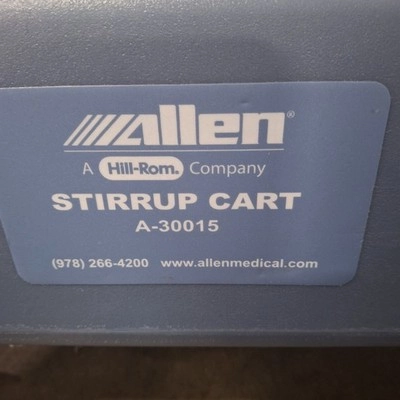 Allen®
A Hill-Rom® Company
STIRRUP CART
A-30015
(978) 266-4200 www.allenmedical.com